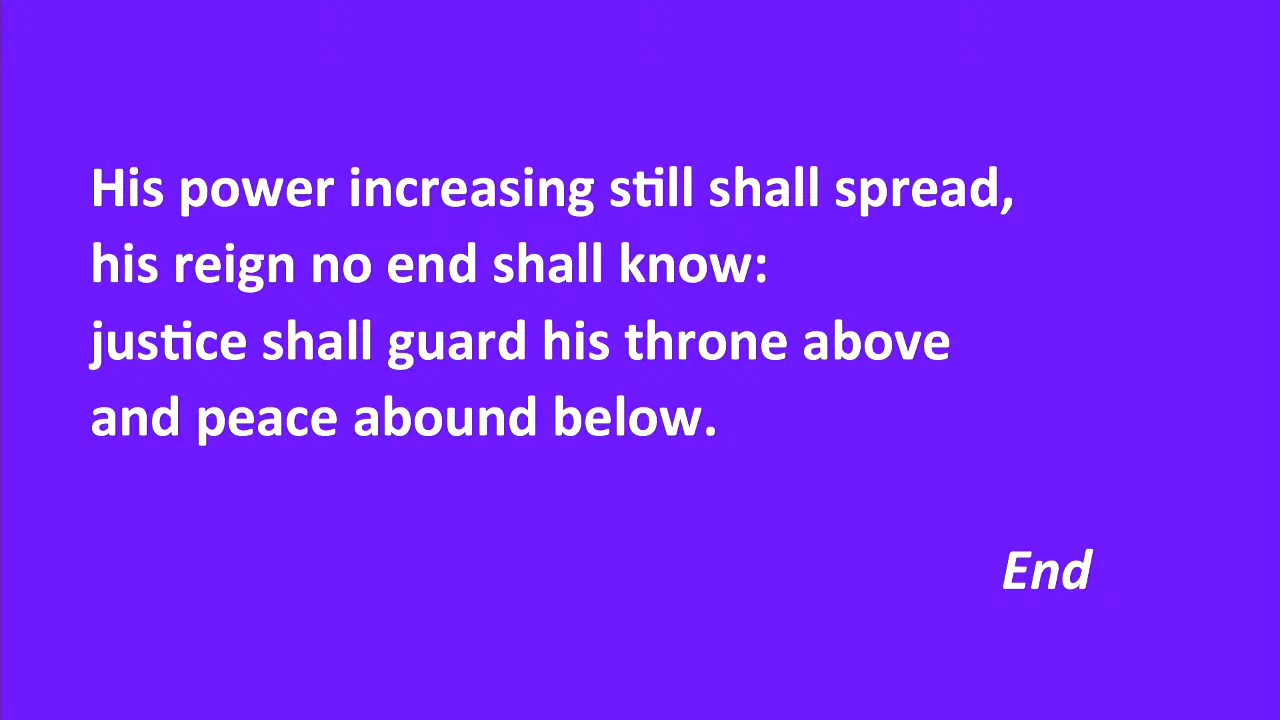 His power increasing still shall spread,
his reign no end shall know:
justice shall guard his throne above
and peace abound below.
End